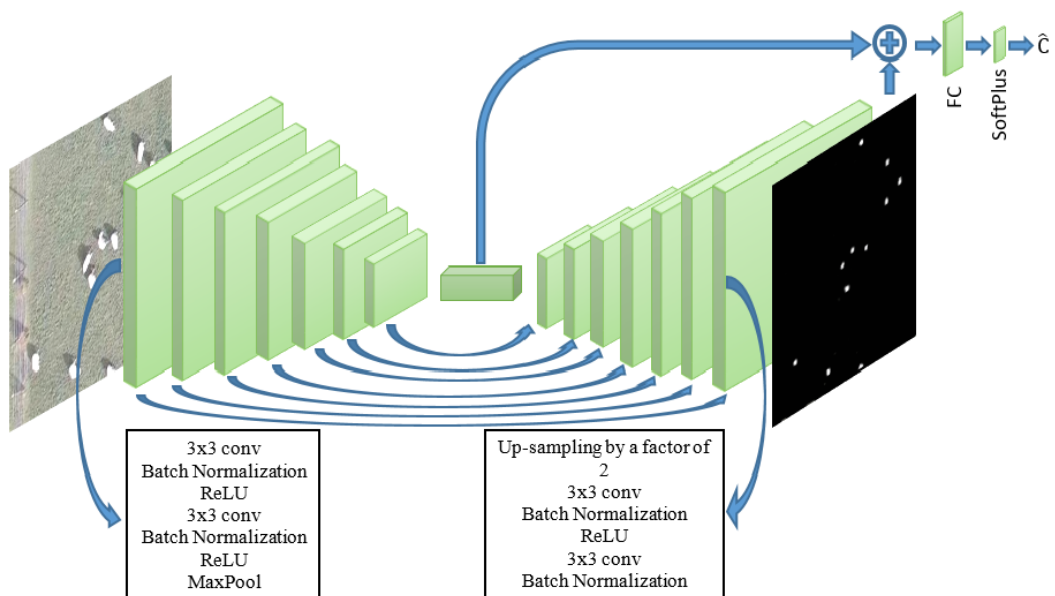 Ĉ
FC
SoftPlus
3x3 conv
Batch Normalization
ReLU
3x3 conv
Batch Normalization
ReLU
MaxPool
Up-sampling by a factor of
2
3x3 conv
Batch Normalization
ReLU
3x3 conv
Batch Normalization